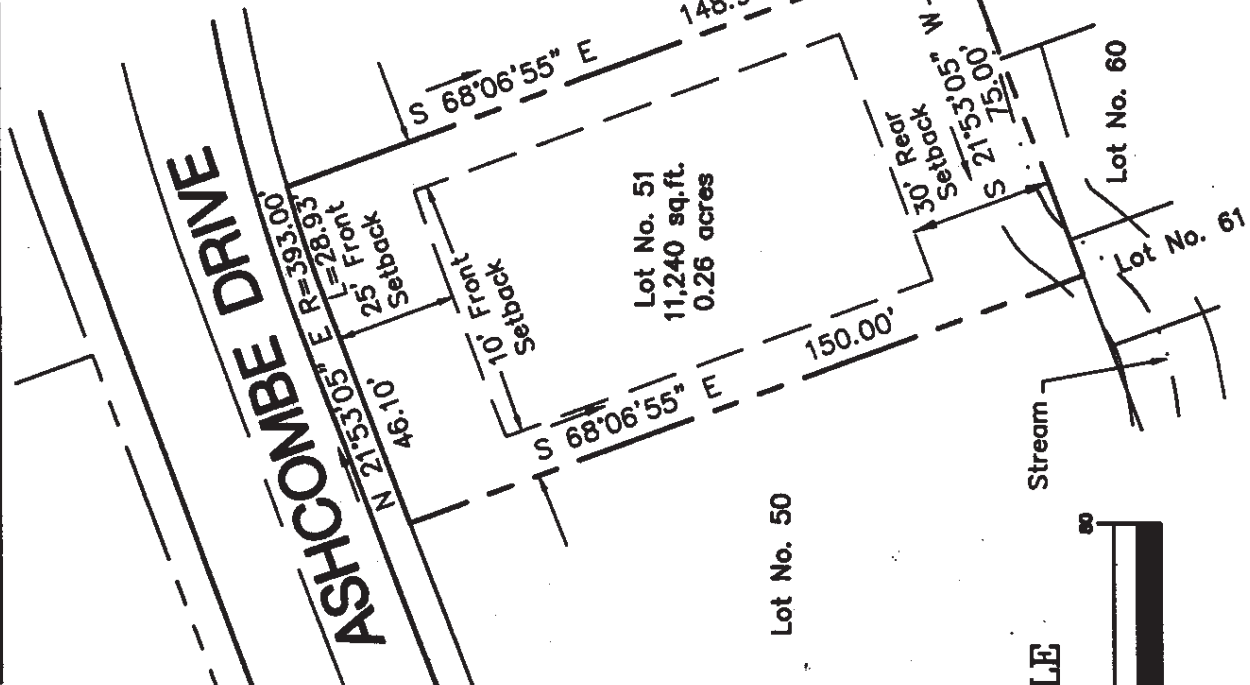 ASHCOMBE DRIVE
R=393.00'
L=28.93'
N 21°53'05" E
46.10'
25' Front
Setback
10' Front
Setback
S 68°06'55" E
S 68°06'55" E
150.00'
Lot No. 51
11,240 sq.ft.
0.26 acres
30' Rear
Setback
S 21°53'05" W
75.00'
Lot No. 60
Lot No. 61
Lot No. 50
Stream
80